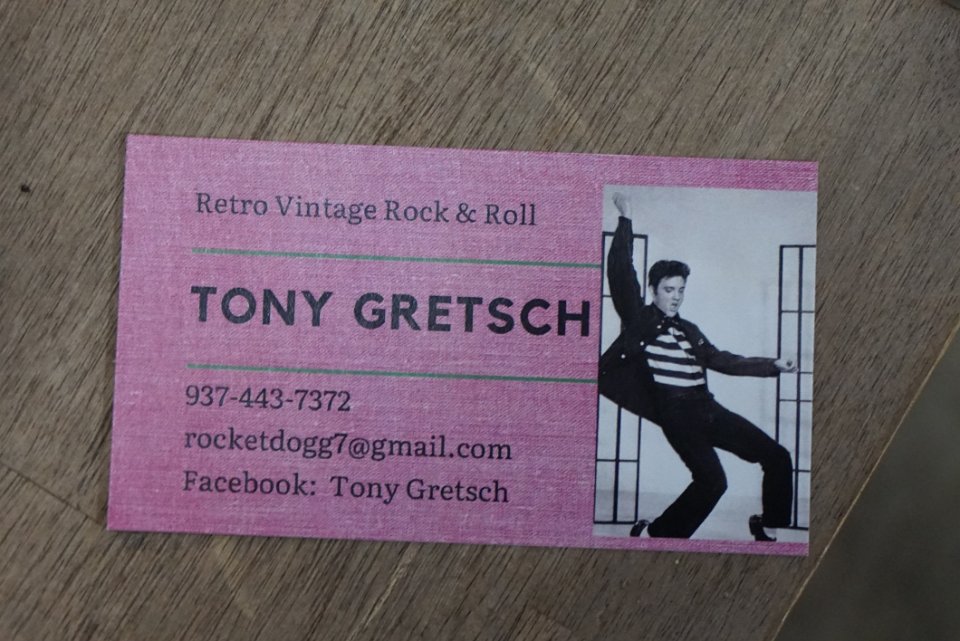 Retro Vintage Rock & Roll
TONY GRETSCH
937-443-7372
rocketdogg7@gmail.com
Facebook: Tony Gretsch